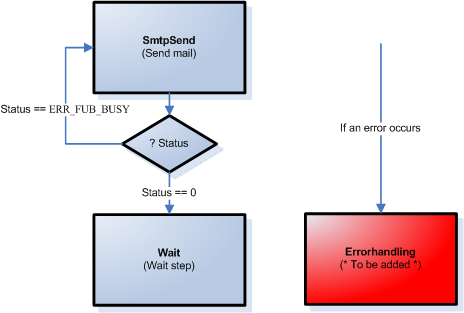 SmtpSend
(Send mail)
Status == ERR_FUB_BUSY
? Status
Status == 0
Wait
(Wait step)
If an error occurs
Errorhandling
(* To be added *)